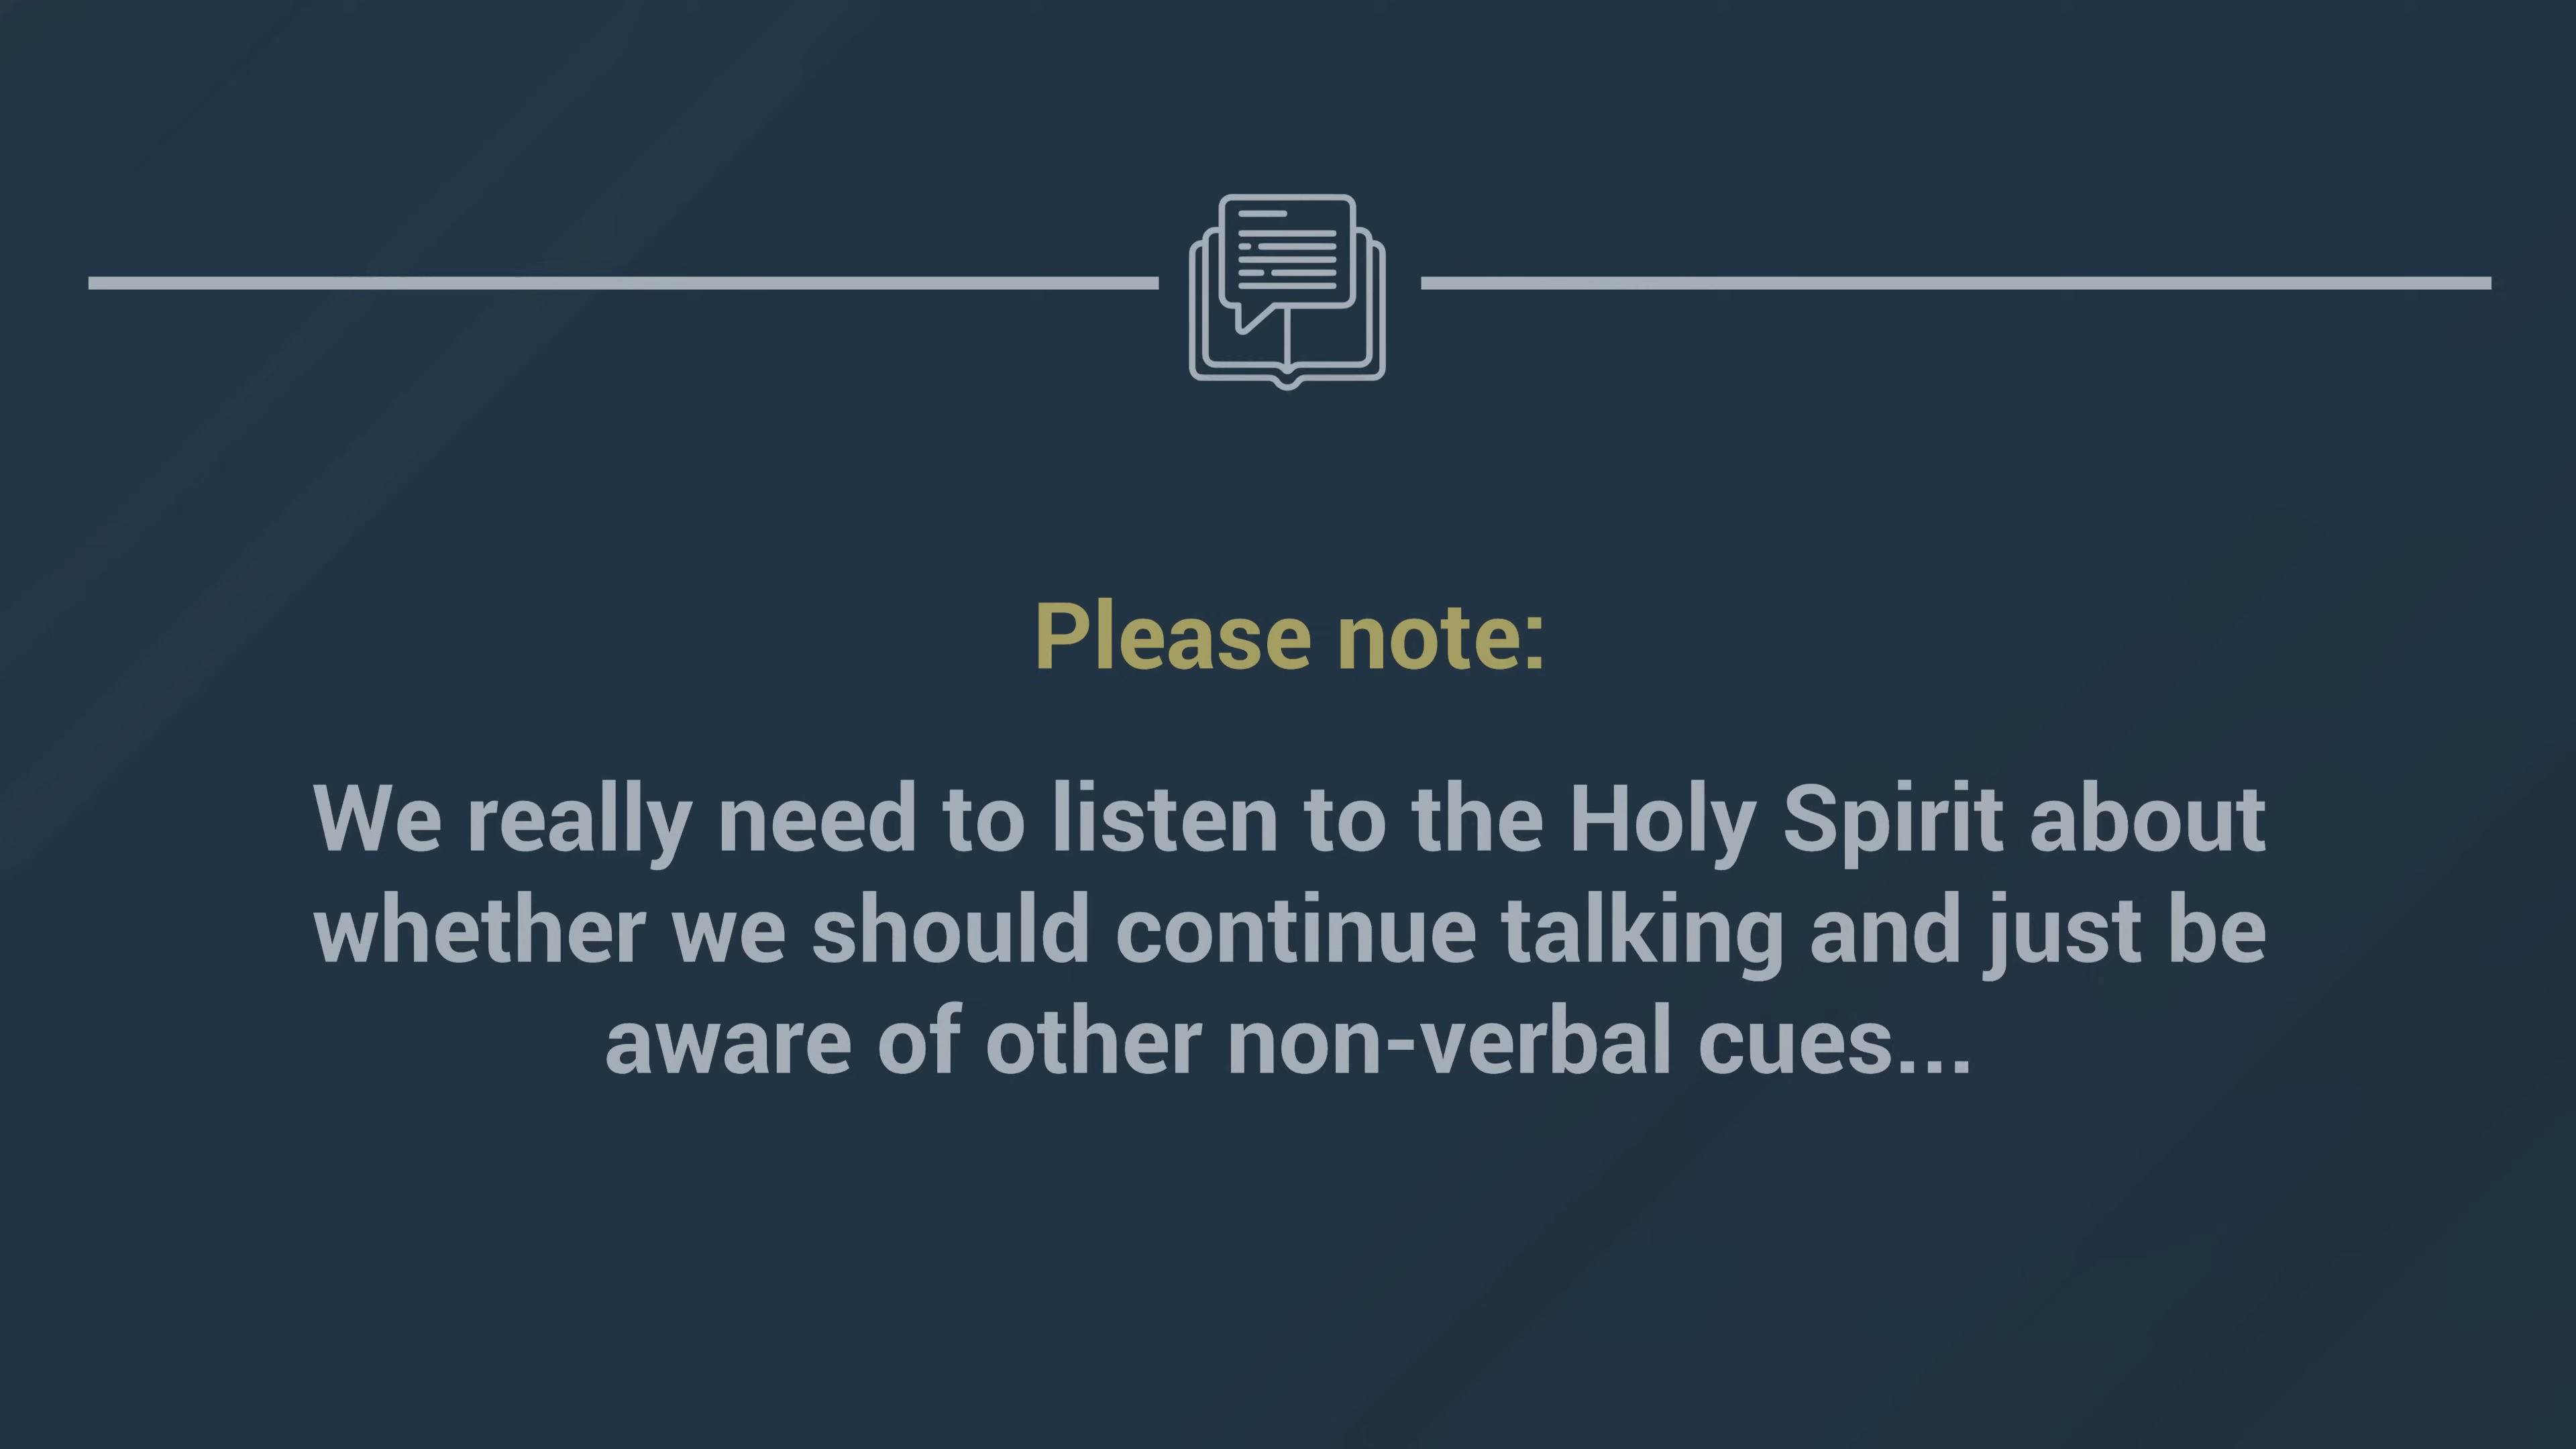 Please note:
We really need to listen to the Holy Spirit about
whether we should continue talking and just be
aware of other non-verbal cues...